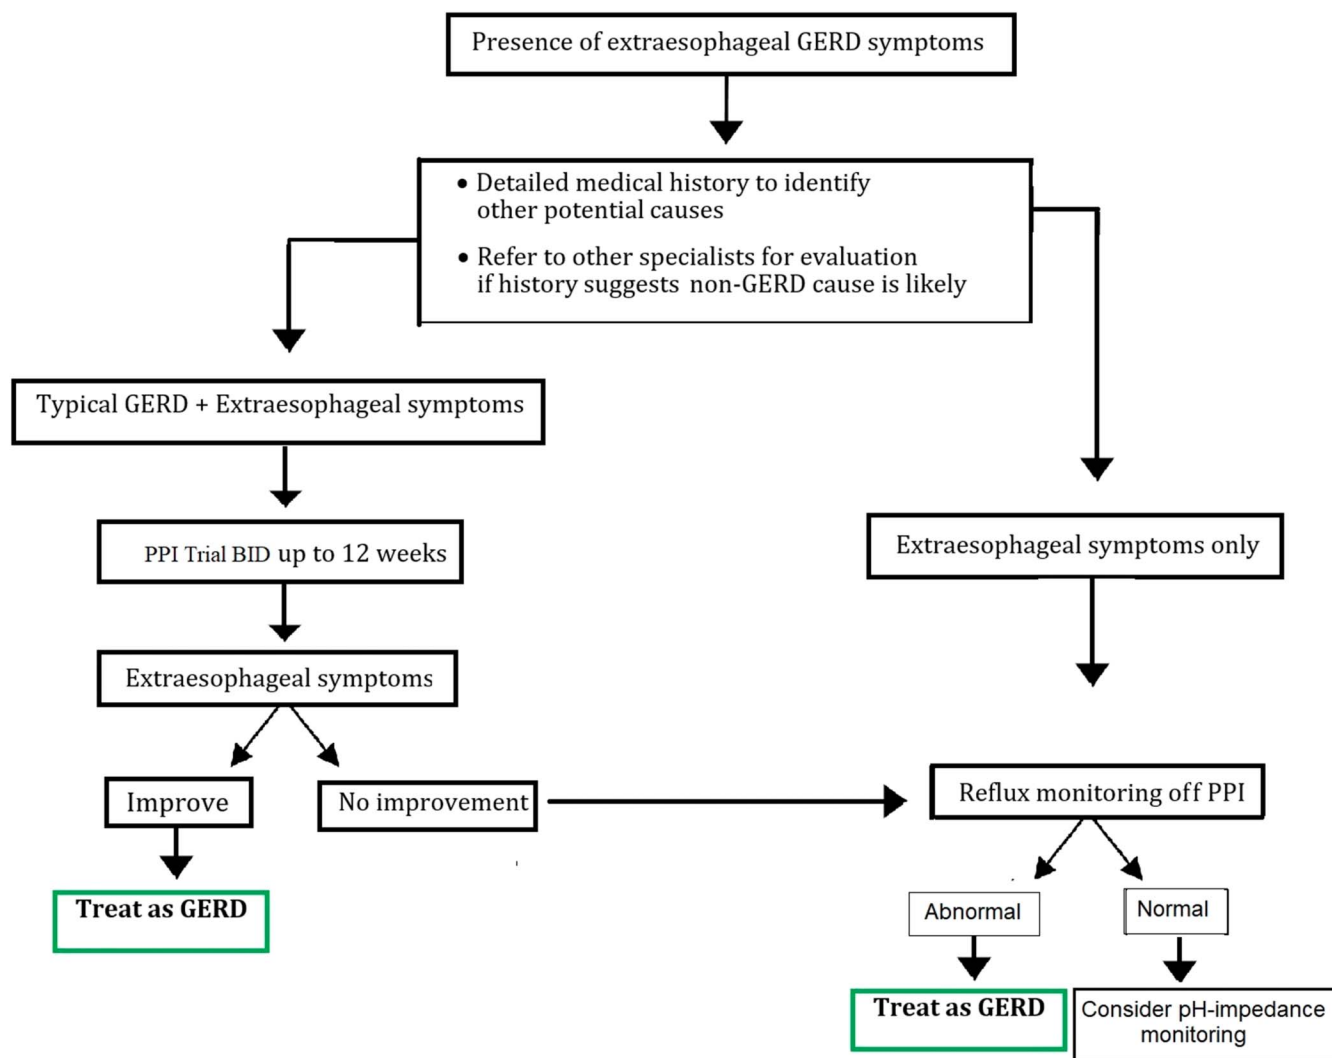 Presence of extraesophageal GERD symptoms
• Detailed medical history to identify
other potential causes
• Refer to other specialists for evaluation
if history suggests non-GERD cause is likely
Typical GERD + Extraesophageal symptoms
PPI Trial BID up to 12 weeks
Extraesophageal symptoms only
Extraesophageal symptoms
Improve
No improvement
Reflux monitoring off PPI
Treat as GERD
Abnormal
Normal
Treat as GERD
Consider pH-impedance
monitoring